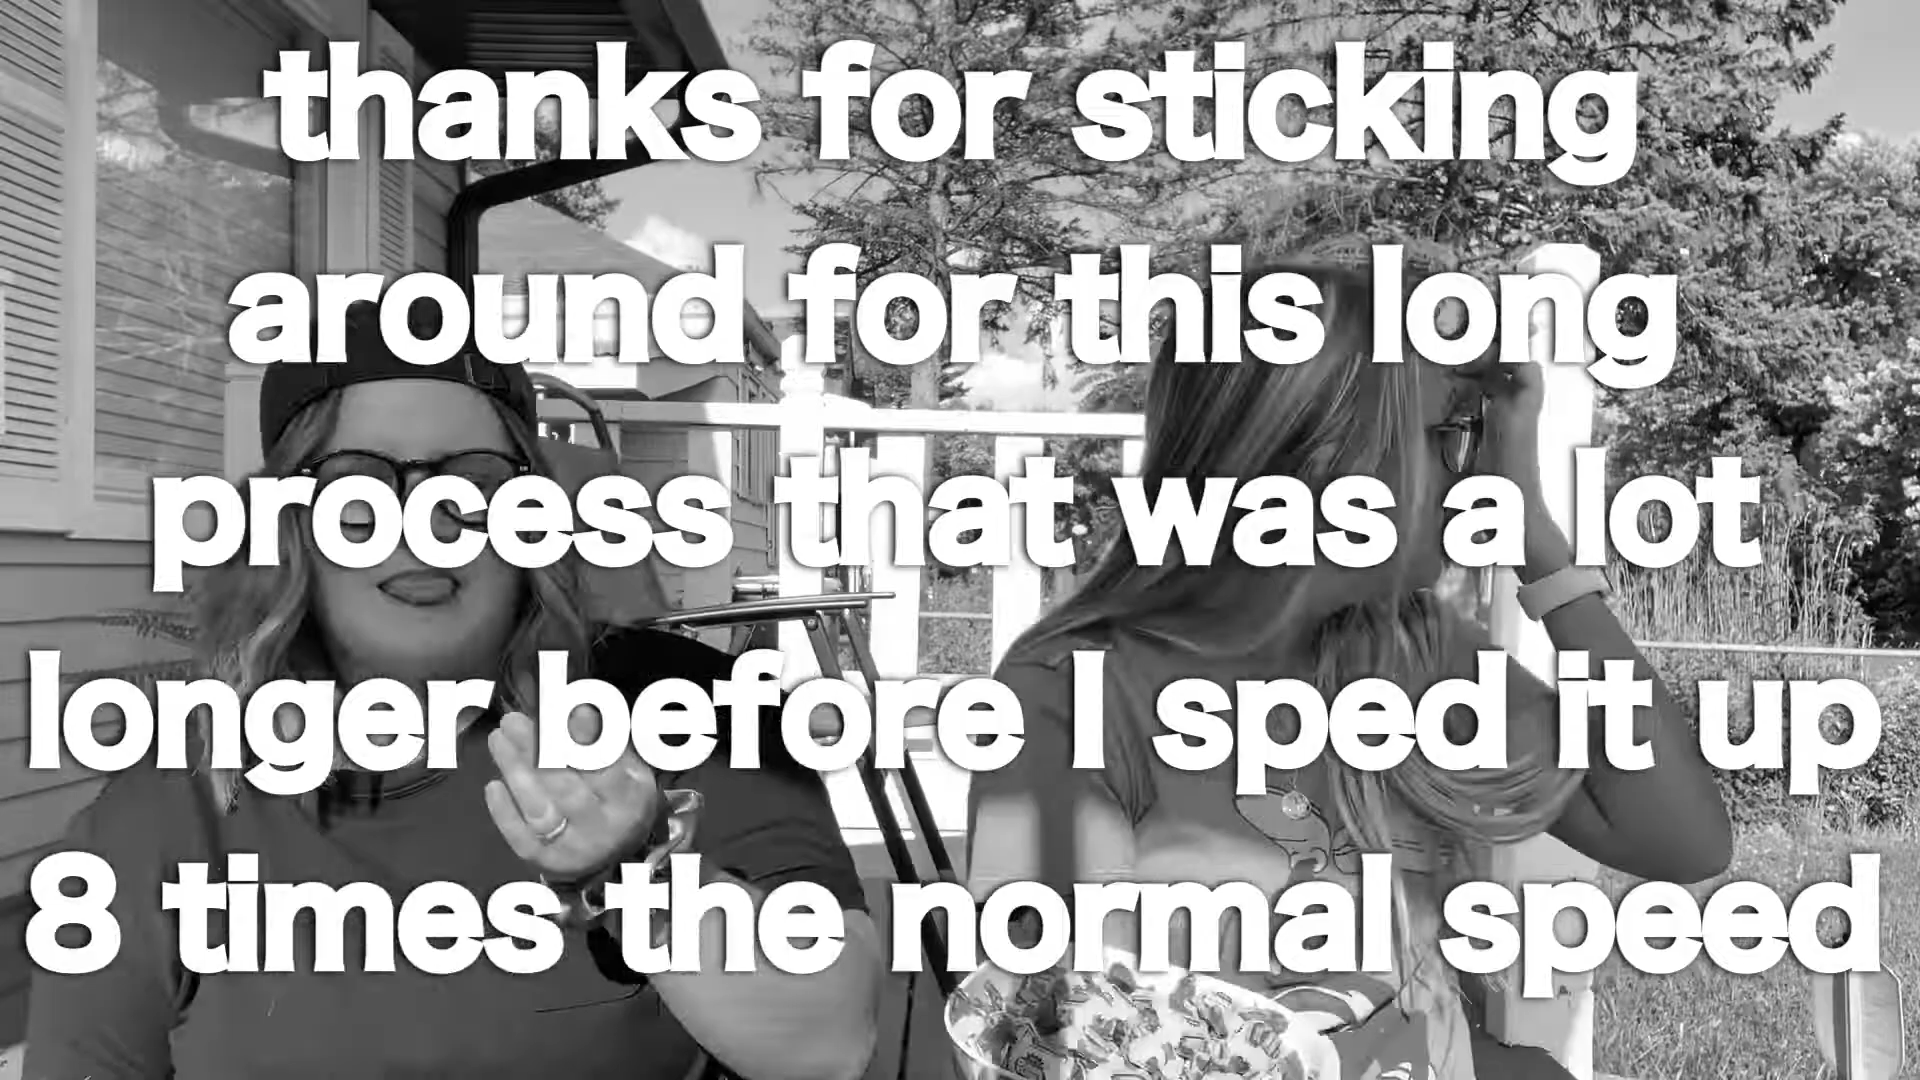 thanks for sticking
around for this long
process that was a lot
longer before I sped it up
8 times the normal speed